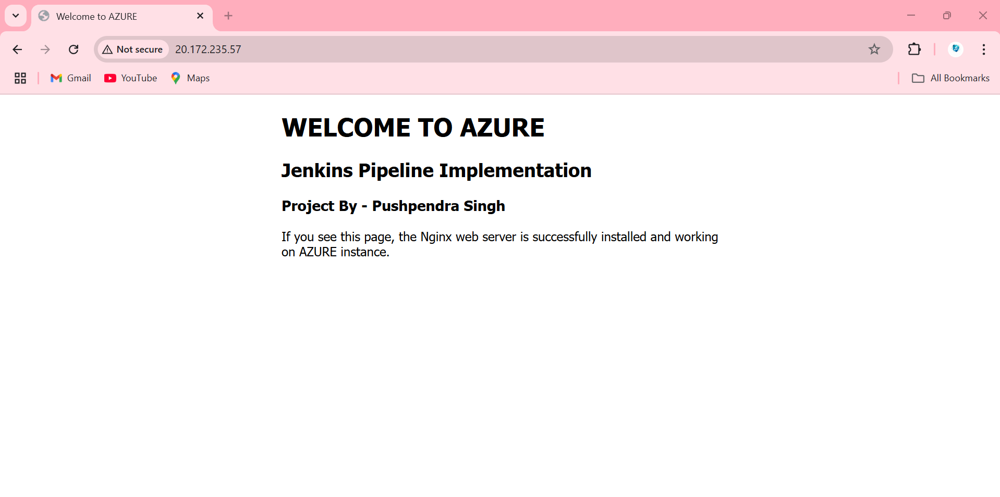 Welcome to AZURE
Not secure
20.172.235.57
Gmail
YouTube
Maps
All Bookmarks
WELCOME TO AZURE
Jenkins Pipeline Implementation
Project By - Pushpendra Singh
If you see this page, the Nginx web server is successfully installed and working
on AZURE instance.